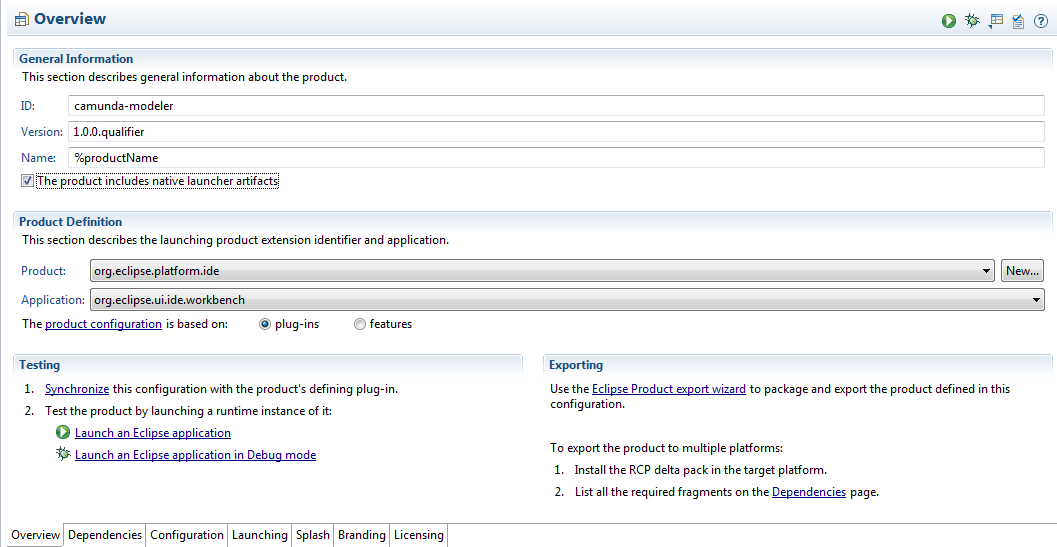 Overview
General Information
This section describes general information about the product.
ID: camunda-modeler
Version: 1.0.0.qualifier
Name: %productName
The product includes native launcher artifacts
Product Definition
This section describes the launching product extension identifier and application.
Product: org.eclipse.platform.ide New...
Application: org.eclipse.ui.ide.workbench
The product configuration is based on: plug-ins features
Testing
1. Synchronize this configuration with the product's defining plug-in.
2. Test the product by launching a runtime instance of it:
Launch an Eclipse application
Launch an Eclipse application in Debug mode
Exporting
Use the Eclipse Product export wizard to package and export the product defined in this
configuration.
To export the product to multiple platforms:
1. Install the RCP delta pack in the target platform.
2. List all the required fragments on the Dependencies page.
Overview Dependencies Configuration Launching Splash Branding Licensing